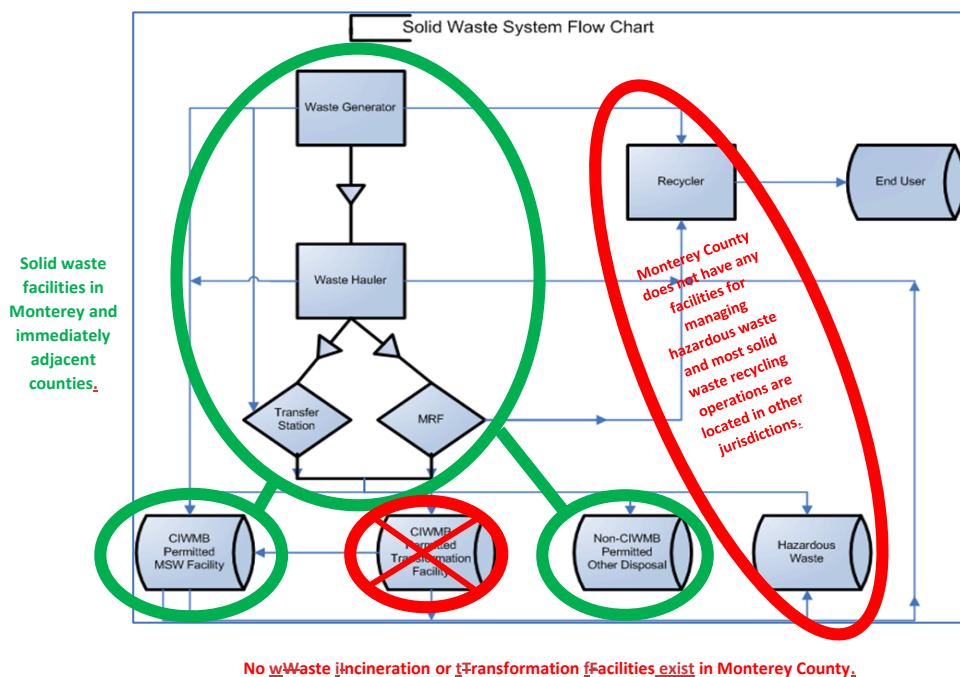 Solid Waste System Flow Chart
Waste Generator
Recycler
End User
Solid waste
facilities in
Monterey and
immediately
adjacent
counties.
Waste Hauler
Monterey County
does not have any
facilities for
managing
hazardous waste
and most solid
waste recycling
operations are
located in other
jurisdictions.
Transfer
Station
MRF
CIWMB
Permitted
MSW Facility
CIWMB
Permitted
Transformation
Facility
Non-CIWMB
Permitted
Other Disposal
Hazardous
Waste
No wWaste iIncineration or tTransformation fFacilities exist in Monterey County.